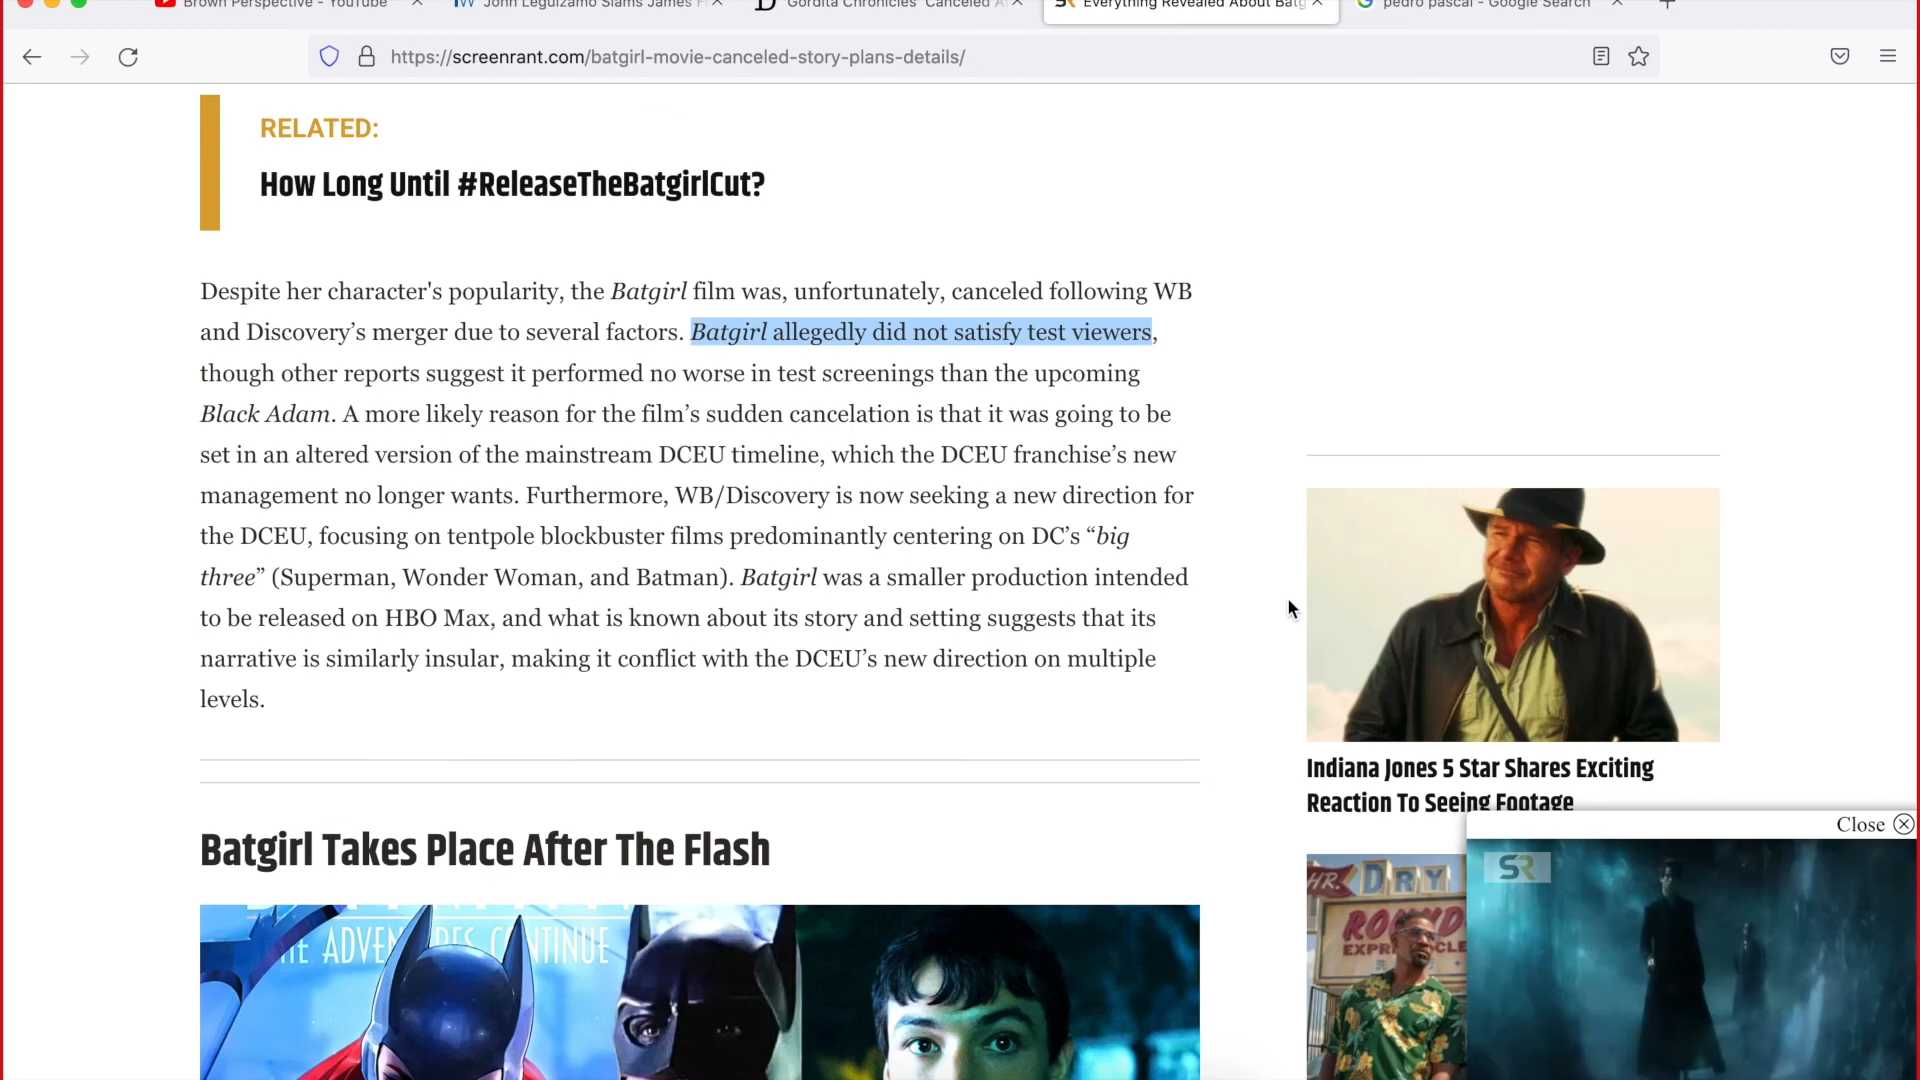 Brown Perspective - YouTube
John Leguizamo Slams James F
'Gordita Chronicles' Canceled A
Everything Revealed About Batg
pedro pascal - Google Search
https://screenrant.com/batgirl-movie-canceled-story-plans-details/
RELATED:
How Long Until #ReleaseTheBatgirlCut?
Despite her character's popularity, the Batgirl film was, unfortunately, canceled following WB
and Discovery’s merger due to several factors. Batgirl allegedly did not satisfy test viewers,
though other reports suggest it performed no worse in test screenings than the upcoming
Black Adam. A more likely reason for the film’s sudden cancelation is that it was going to be
set in an altered version of the mainstream DCEU timeline, which the DCEU franchise’s new
management no longer wants. Furthermore, WB/Discovery is now seeking a new direction for
the DCEU, focusing on tentpole blockbuster films predominantly centering on DC’s “big
three” (Superman, Wonder Woman, and Batman). Batgirl was a smaller production intended
to be released on HBO Max, and what is known about its story and setting suggests that its
narrative is similarly insular, making it conflict with the DCEU’s new direction on multiple
levels.
Indiana Jones 5 Star Shares Exciting
Reaction To Seeing Footage
Close
SR
Batgirl Takes Place After The Flash
ADVENTURES CONTINUE
HR. DRY
ROUND